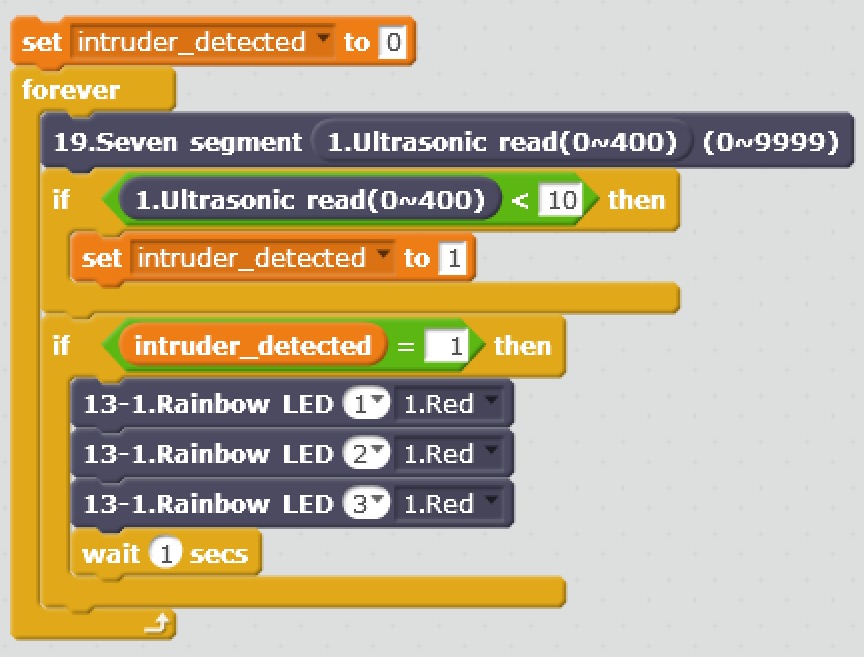 set intruder_detected to 0
forever
19.Seven segment 1.Ultrasonic read(0~400) (0~9999)
if 1.Ultrasonic read(0~400) < 10 then
set intruder_detected to 1
if intruder_detected = 1 then
13-1.Rainbow LED 1 1.Red
13-1.Rainbow LED 2 1.Red
13-1.Rainbow LED 3 1.Red
wait 1 secs